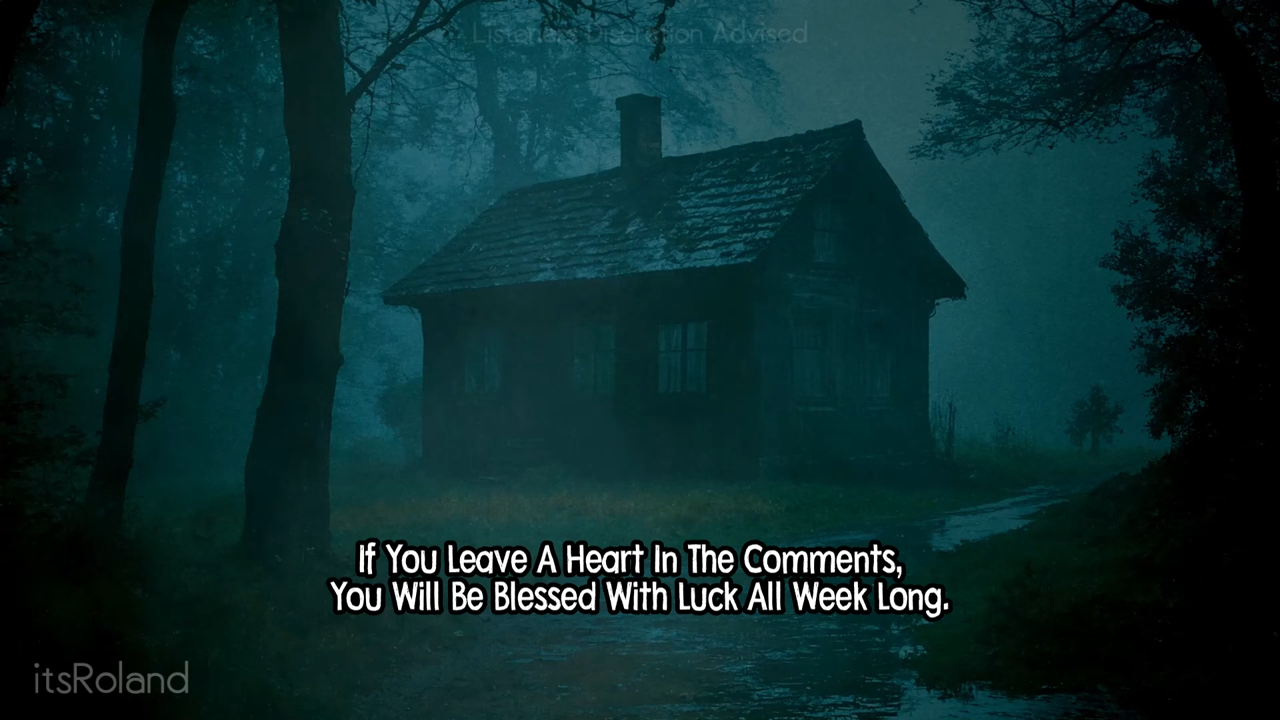 Listeners Discretion Advised
If You Leave A Heart In The Comments,
You Will Be Blessed With Luck All Week Long.
itsRoland